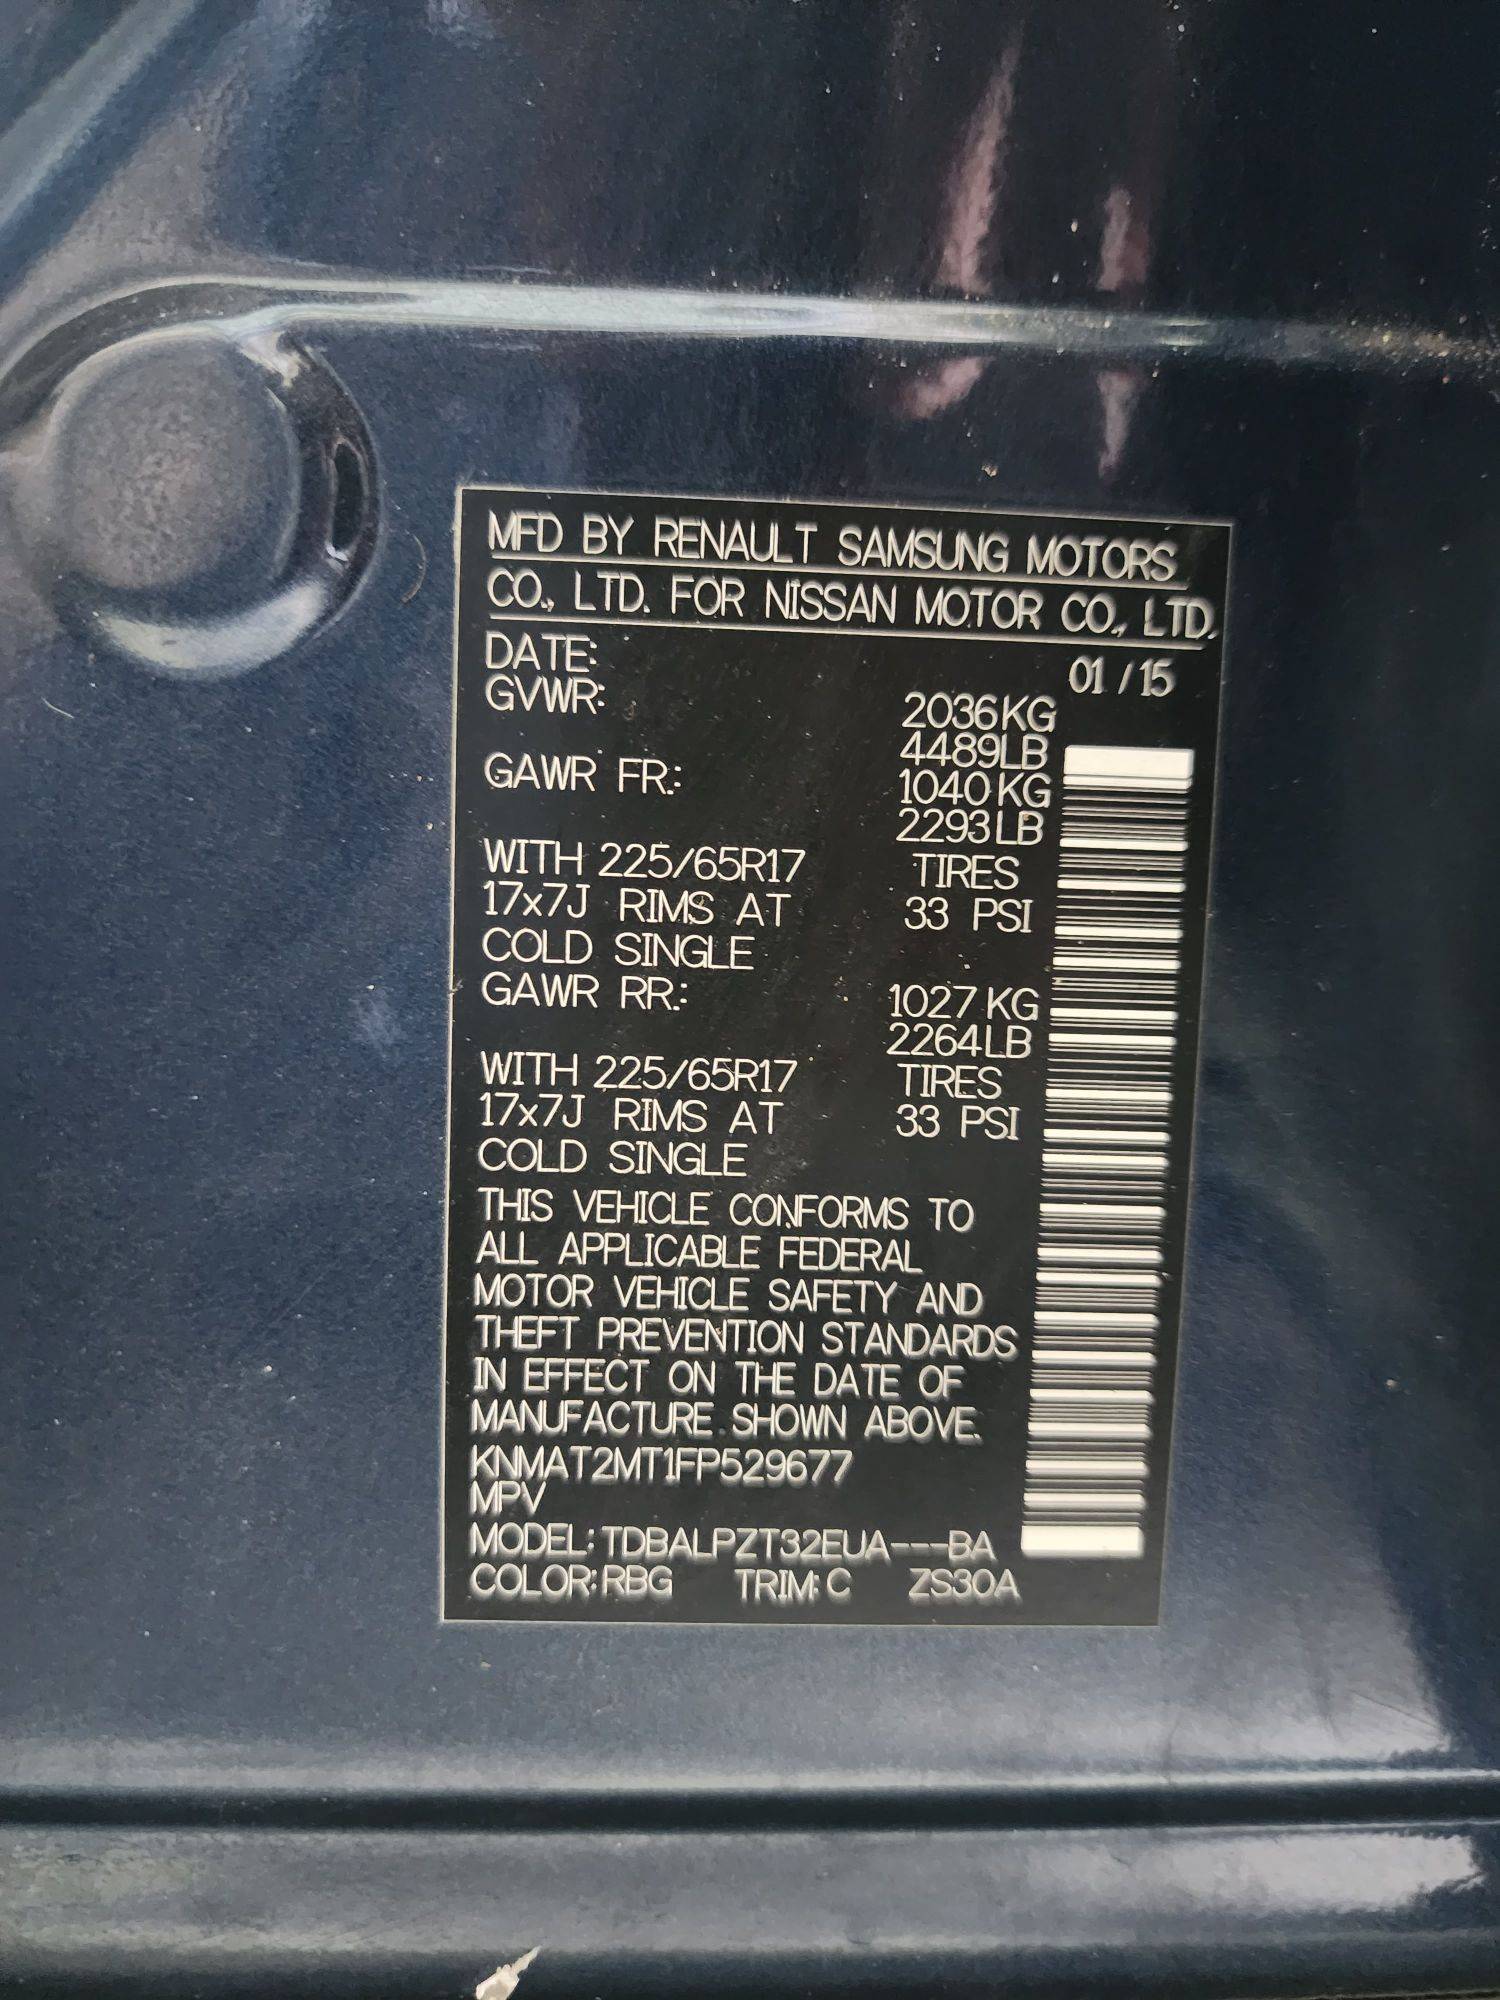 MFD BY RENAULT SAMSUNG MOTORS
CO., LTD. FOR NISSAN MOTOR CO., LTD.
DATE: 01 / 15
GVWR: 2036KG
4489LB
GAWR FR.: 1040KG
2293LB
WITH 225/65R17 TIRES
17x7J RIMS AT 33 PSI
COLD SINGLE
GAWR RR.: 1027KG
2264LB
WITH 225/65R17 TIRES
17x7J RIMS AT 33 PSI
COLD SINGLE
THIS VEHICLE CONFORMS TO
ALL APPLICABLE FEDERAL
MOTOR VEHICLE SAFETY AND
THEFT PREVENTION STANDARDS
IN EFFECT ON THE DATE OF
MANUFACTURE SHOWN ABOVE.
KNMAT2MT1FP529677
MPV
MODEL: TDBALPZT32EUA---BA
COLOR: RBG TRIM: C ZS30A